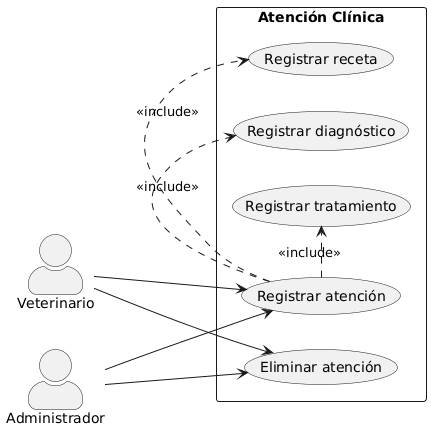 Atención Clínica
Registrar receta
«include»
Registrar diagnóstico
«include»
Registrar tratamiento
«include»
Registrar atención
Veterinario
Eliminar atención
Administrador